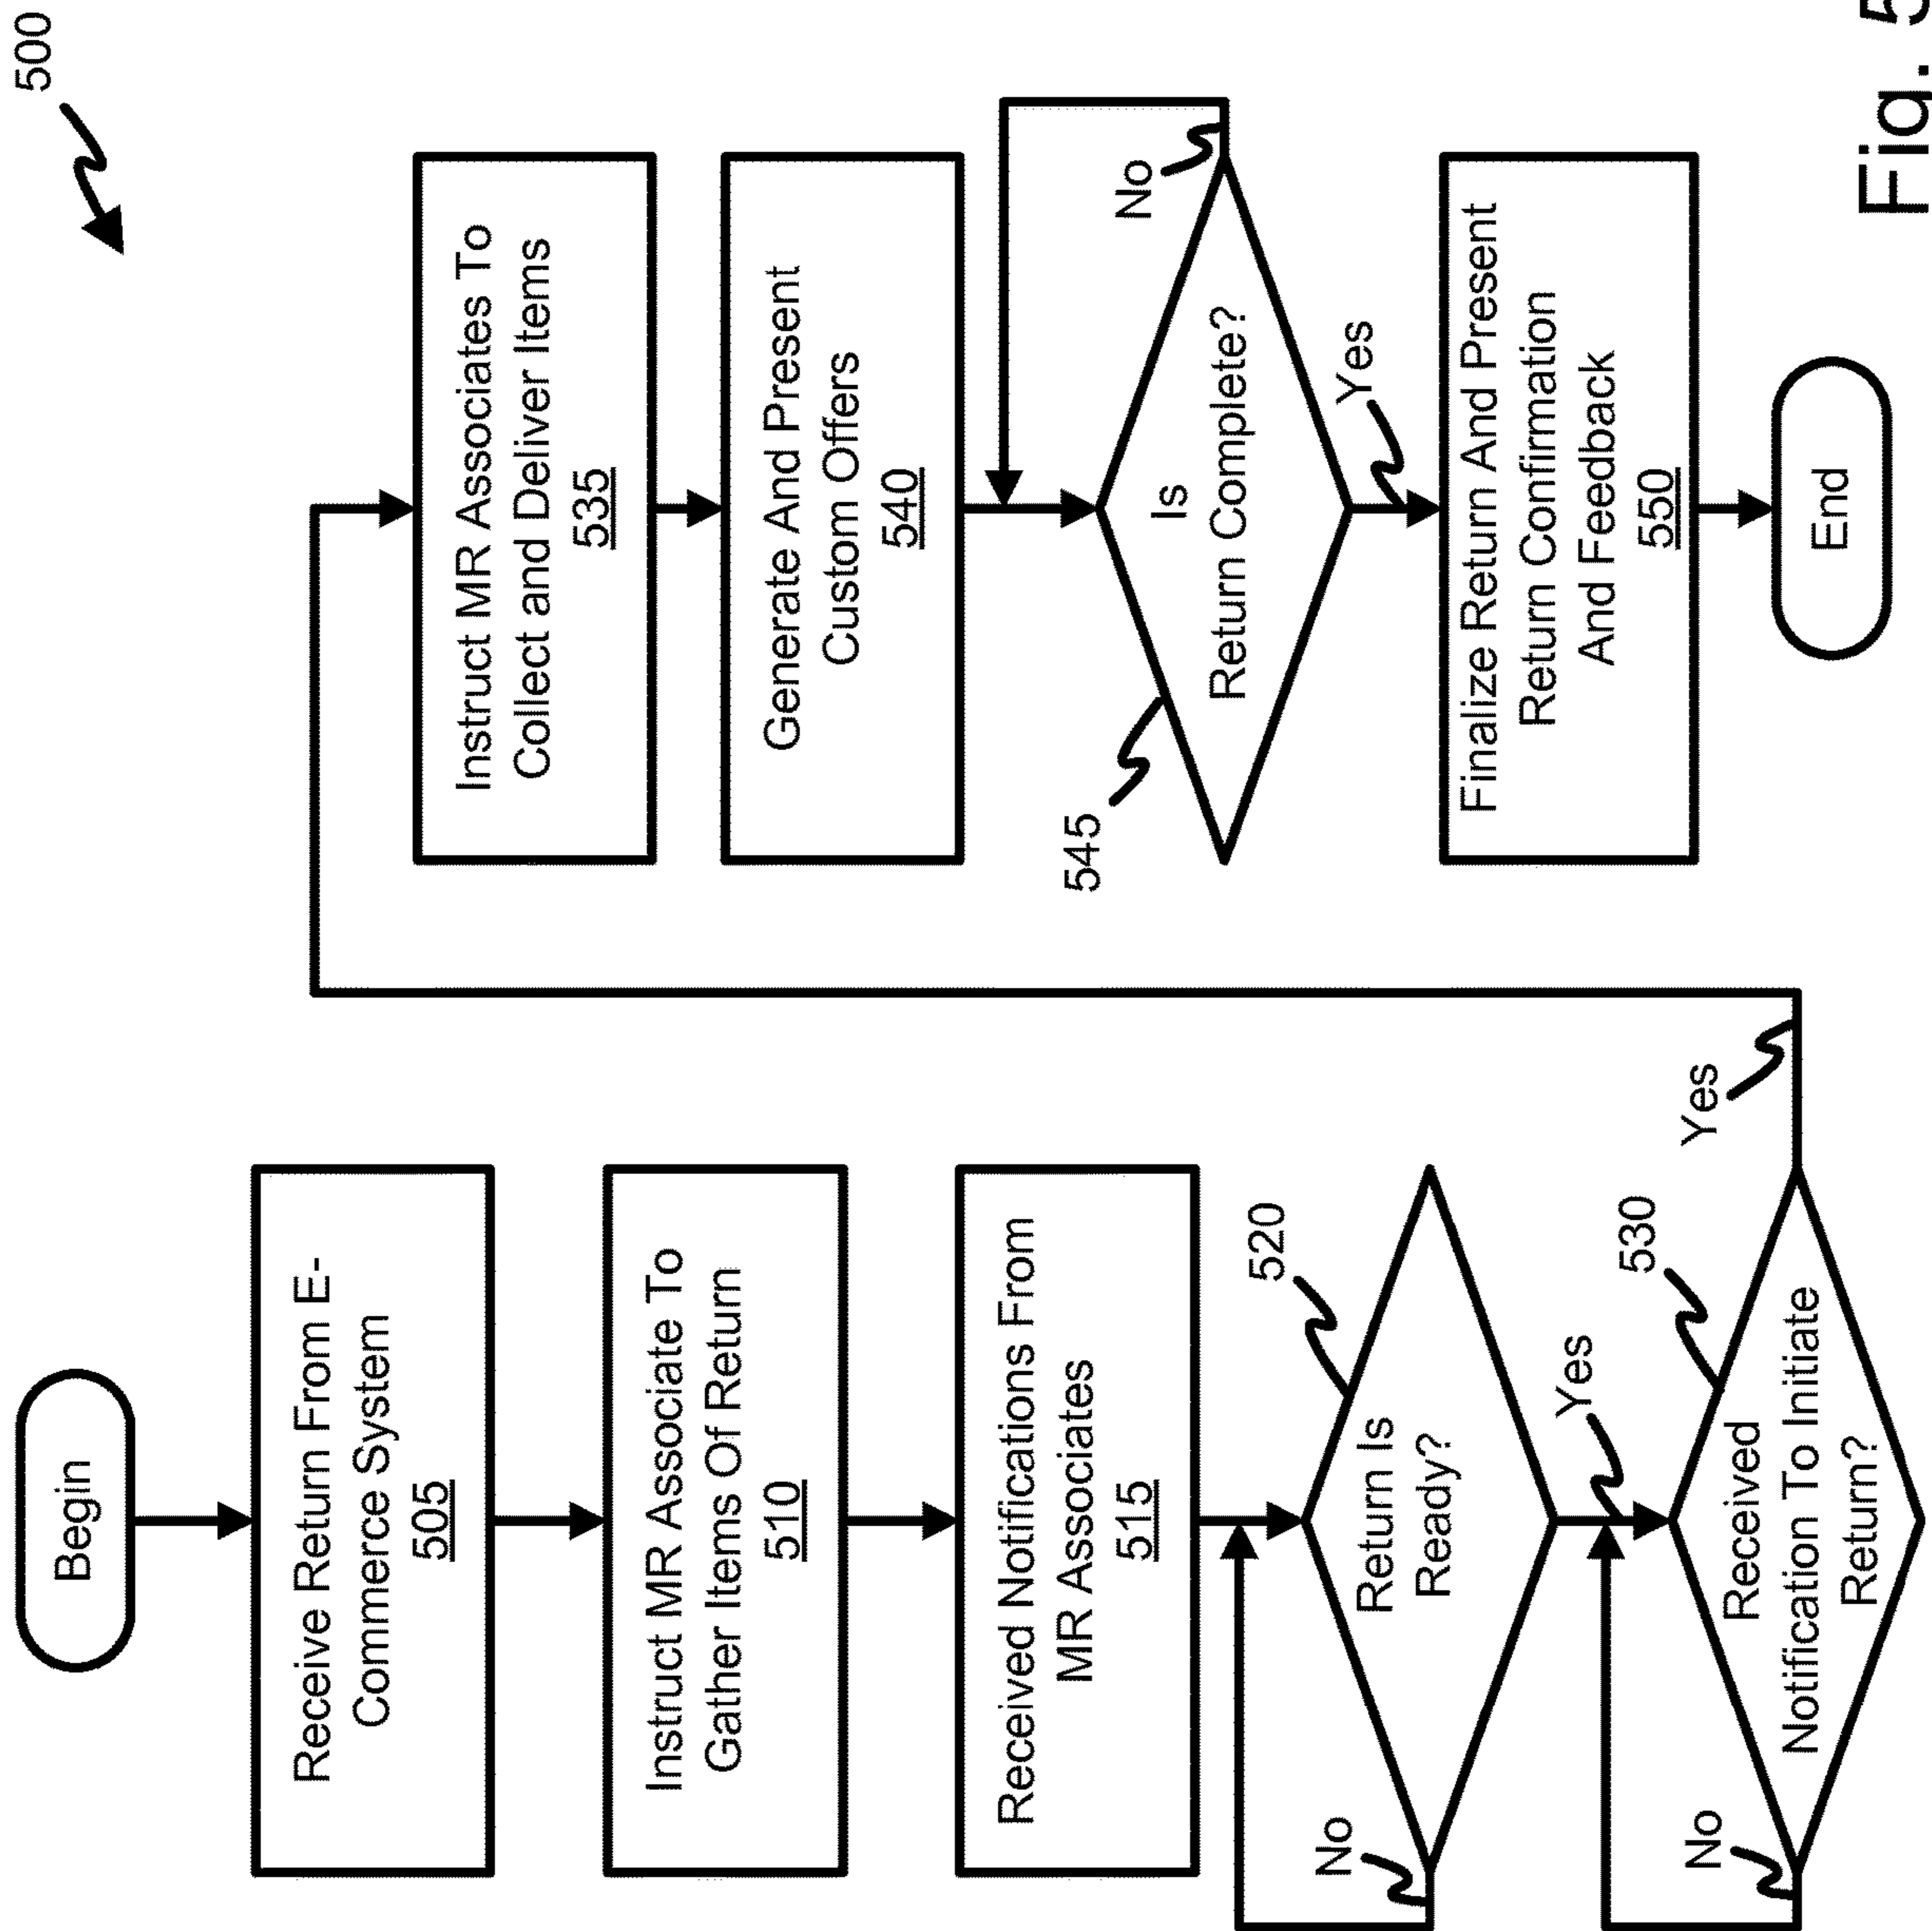 500
Begin
Receive Return From E-
Commerce System
505
Instruct MR Associate To
Gather Items Of Return
510
Received Notifications From
MR Associates
515
520
Return Is
Ready?
No
Yes
530
Received
Notification To Initiate
Return?
No
Yes
Instruct MR Associates To
Collect and Deliver Items
535
Generate And Present
Custom Offers
540
545
Is
Return Complete?
No
Yes
Finalize Return And Present
Return Confirmation
And Feedback
550
End
Fig. 5